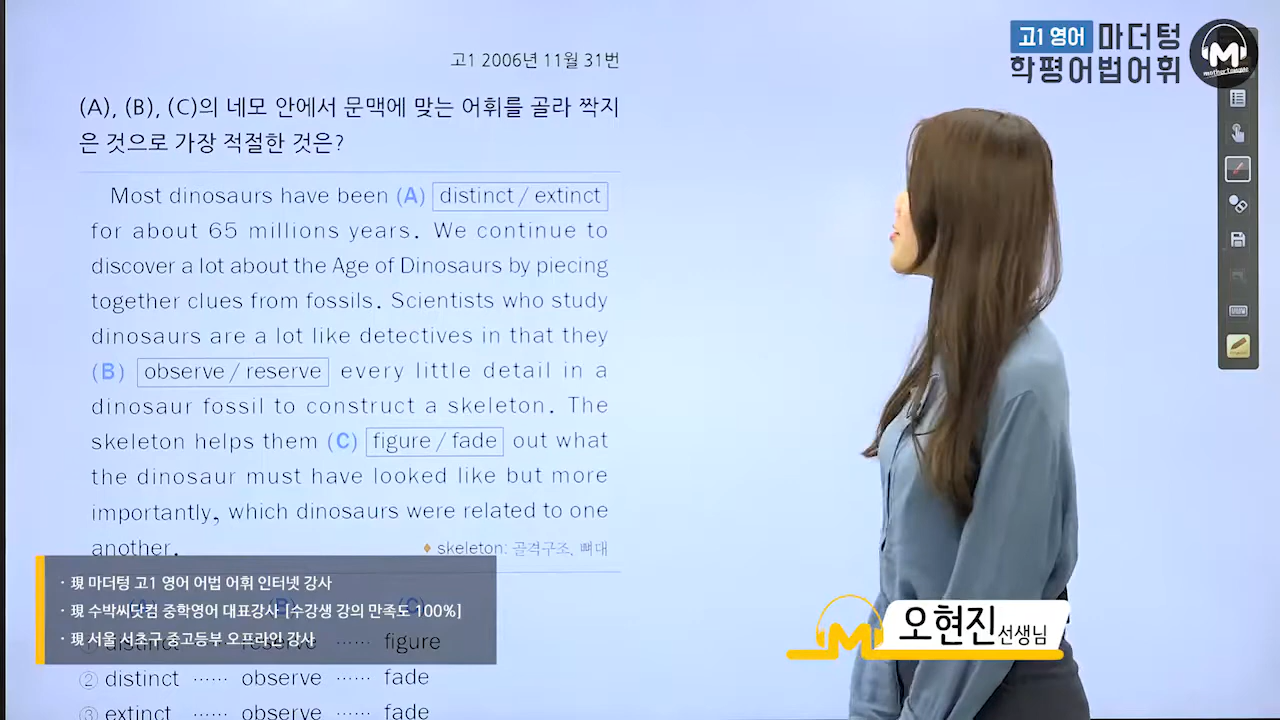 고1 영어 마더텅
학평어법어휘
mothertongue
고1 2006년 11월 31번
(A), (B), (C)의 네모 안에서 문맥에 맞는 어휘를 골라 짝지
은 것으로 가장 적절한 것은?
Most dinosaurs have been (A) distinct / extinct
for about 65 millions years. We continue to
discover a lot about the Age of Dinosaurs by piecing
together clues from fossils. Scientists who study
dinosaurs are a lot like detectives in that they
(B) observe / reserve every little detail in a
dinosaur fossil to construct a skeleton. The
skeleton helps them (C) figure / fade out what
the dinosaur must have looked like but more
importantly, which dinosaurs were related to one
another.
♦ skeleton: 골격구조, 뼈대
· 現 마더텅 고1 영어 어법 어휘 인터넷 강사
· 現 수박씨닷컴 중학영어 대표강사 [수강생 강의 만족도 100%]
· 現 서울 서초구 중고등부 오프라인 강사
figure
② distinct ······ observe ······ fade
③ extinct ······ observe ······ fade
오현진 선생님